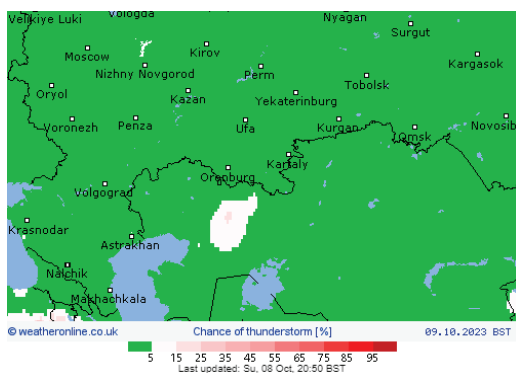 Vologda
Nyagan
Velikiye Luki
Surgut
Moscow
Kirov
Kargasok
Nizhny Novgorod
Perm
Tobolsk
Oryol
Kazan
Yekaterinburg
Voronezh
Penza
Ufa
Kurgan
Omsk
Novosib
Kartaly
Orenburg
Volgograd
Krasnodar
Astrakhan
Nalchik
Makhachkala
© weatheronline.co.uk Chance of thunderstorm [%] 09.10.2023 BST
5 15 25 35 45 55 65 75 85 95
Last updated: Su, 08 Oct, 20:50 BST